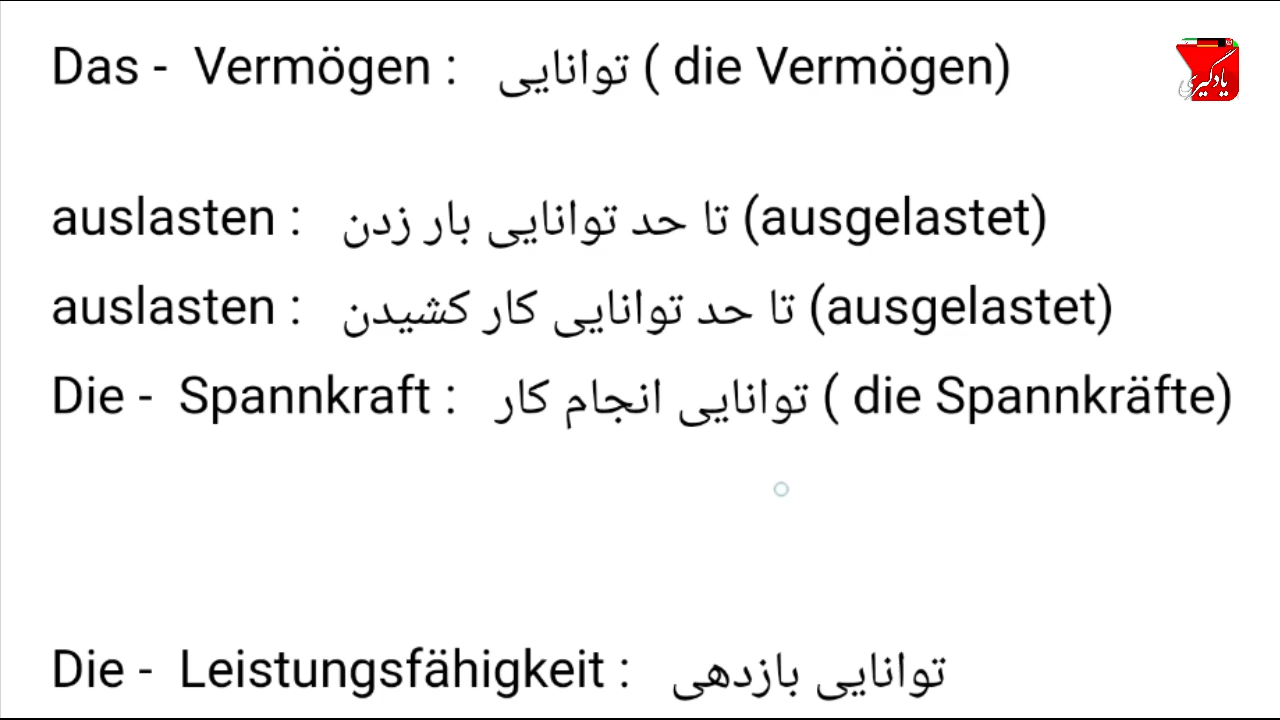 Das - Vermögen : توانایی ( die Vermögen)
یادگیری
auslasten : تا حد توانایی بار زدن (ausgelastet)
auslasten : تا حد توانایی کار کشیدن (ausgelastet)
Die - Spannkraft : توانایی انجام کار ( die Spannkräfte)
Die - Leistungsfähigkeit : توانایی بازدهی